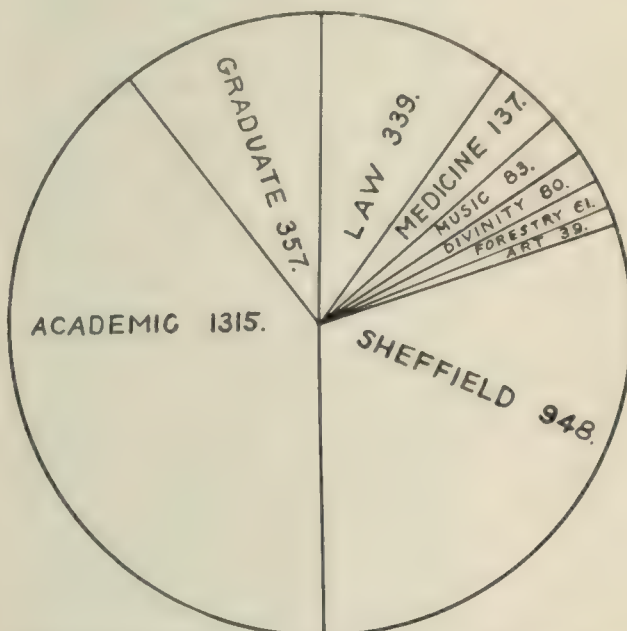 GRADUATE 357.
LAW 339.
MEDICINE 137.
MUSIC 83.
DIVINITY 80.
FORESTRY 61.
ART 39.
ACADEMIC 1315.
SHEFFIELD 948.